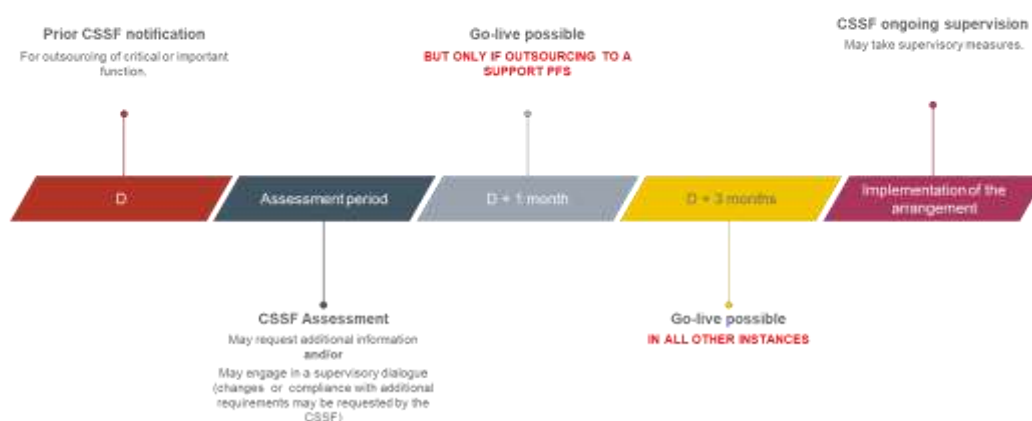 Prior CSSF notification
For outsourcing of critical or important
function.
Go-live possible
BUT ONLY IF OUTSOURCING TO A
SUPPORT PFS
CSSF ongoing supervision
May take supervisory measures.
D
Assessment period
D + 1 month
D + 3 months
Implementation of the
arrangement
CSSF Assessment
May request additional information
and/or
May engage in a supervisory dialogue
(changes or compliance with additional
requirements may be requested by the
CSSF)
Go-live possible
IN ALL OTHER INSTANCES